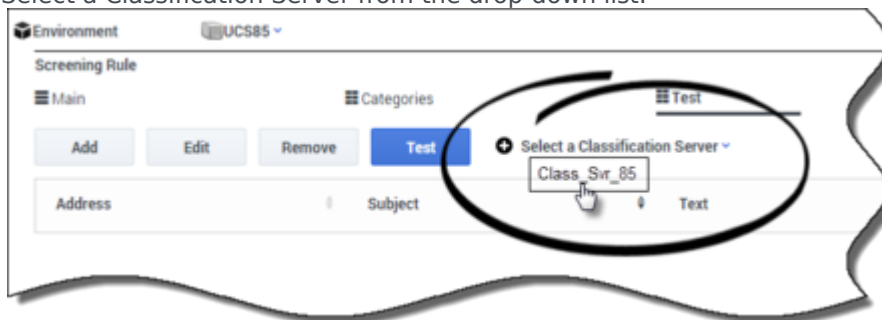 Select a Classification Server from the drop-down list.
Environment UCS85
Screening Rule
Main Categories Test
Add Edit Remove Test Select a Classification Server
Class_Svr_85
Address Subject Text